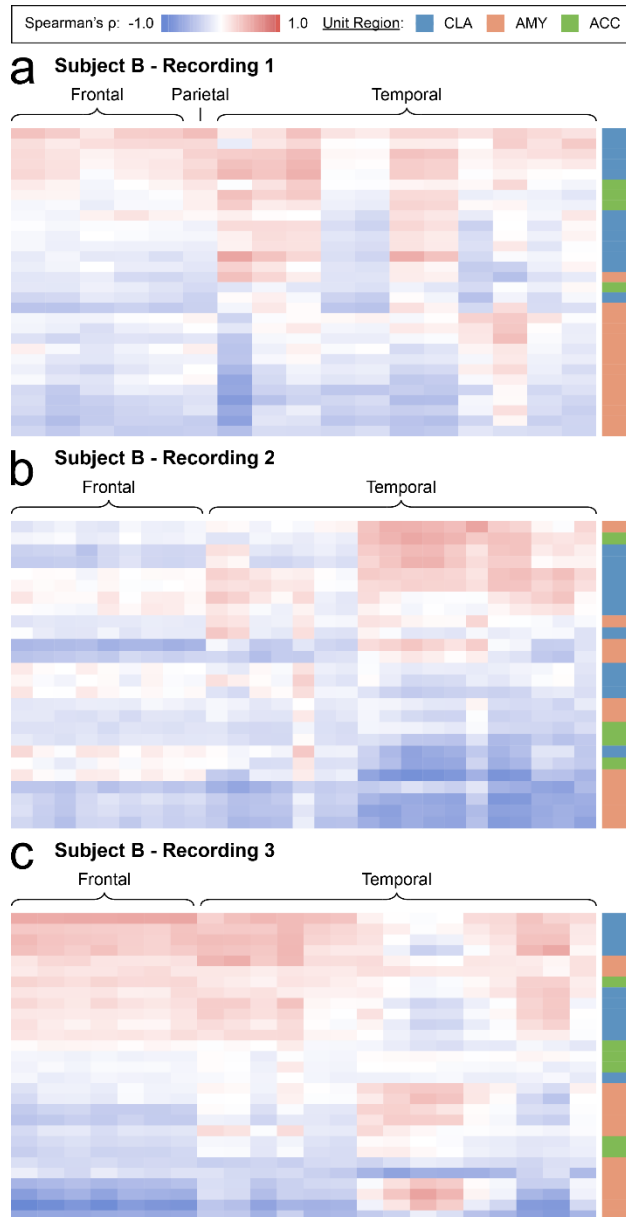 Spearman's ρ: -1.0 1.0 Unit Region: CLA AMY ACC
a Subject B - Recording 1
Frontal Parietal Temporal
b Subject B - Recording 2
Frontal Temporal
c Subject B - Recording 3
Frontal Temporal